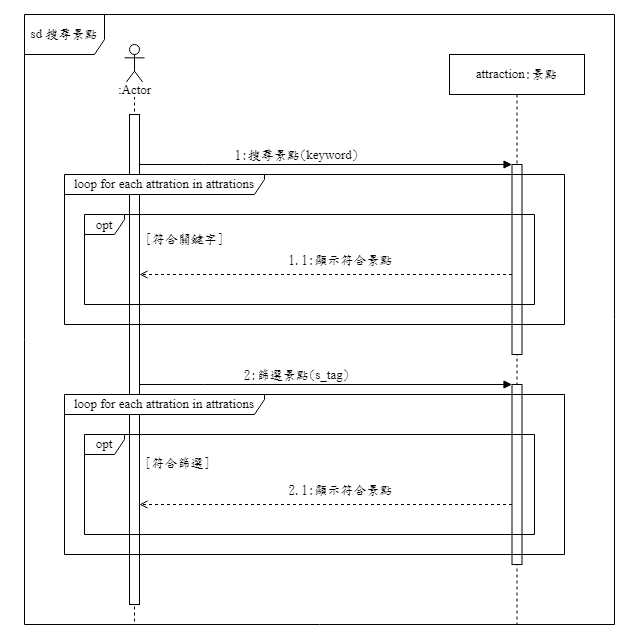 sd 搜尋景點
:Actor
attraction:景點
1:搜尋景點(keyword)
loop for each attration in attrations
opt
[符合關鍵字]
1.1:顯示符合景點
2:篩選景點(s_tag)
loop for each attration in attrations
opt
[符合篩選]
2.1:顯示符合景點